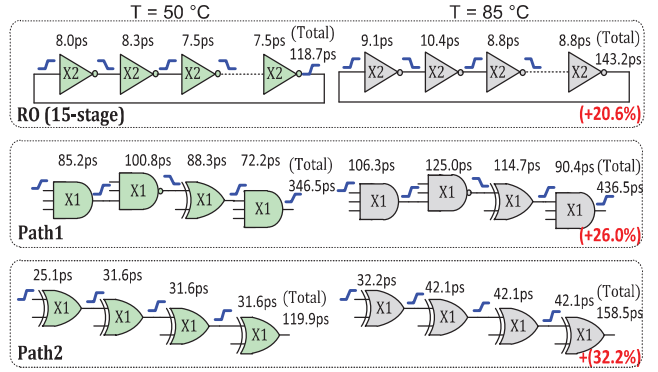 T = 50 °C
T = 85 °C
8.0ps 8.3ps 7.5ps 7.5ps (Total)
118.7ps
X2 X2 X2 X2
RO (15-stage)
9.1ps 10.4ps 8.8ps 8.8ps (Total)
143.2ps
X2 X2 X2 X2
(+20.6%)
85.2ps 100.8ps 88.3ps 72.2ps (Total)
346.5ps
X1 X1 X1 X1
Path1
106.3ps 125.0ps 114.7ps 90.4ps (Total)
436.5ps
X1 X1 X1 X1
(+26.0%)
25.1ps 31.6ps 31.6ps 31.6ps (Total)
119.9ps
X1 X1 X1 X1
Path2
32.2ps 42.1ps 42.1ps 42.1ps (Total)
158.5ps
X1 X1 X1 X1
+(32.2%)